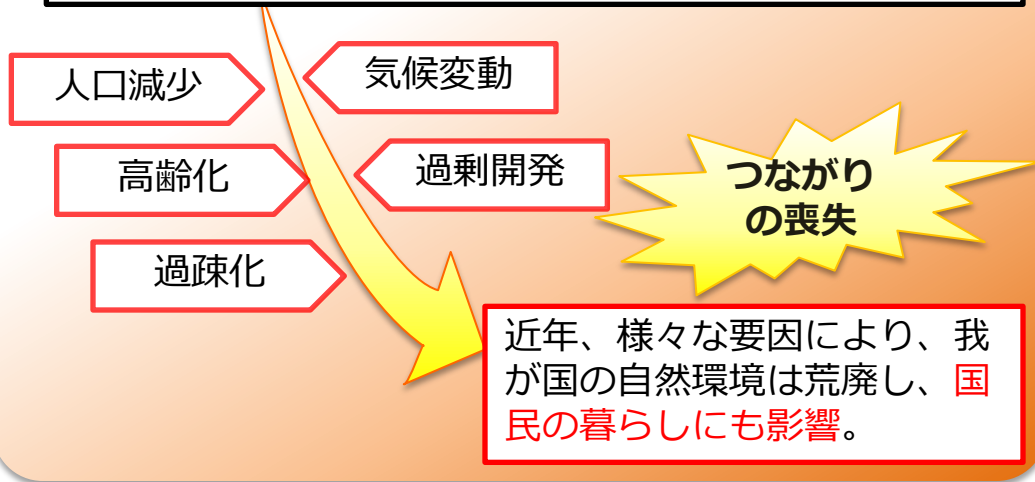 人口減少
気候変動
高齢化
過剰開発
過疎化
つながり
の喪失
近年、様々な要因により、我
が国の自然環境は荒廃し、国
民の暮らしにも影響。